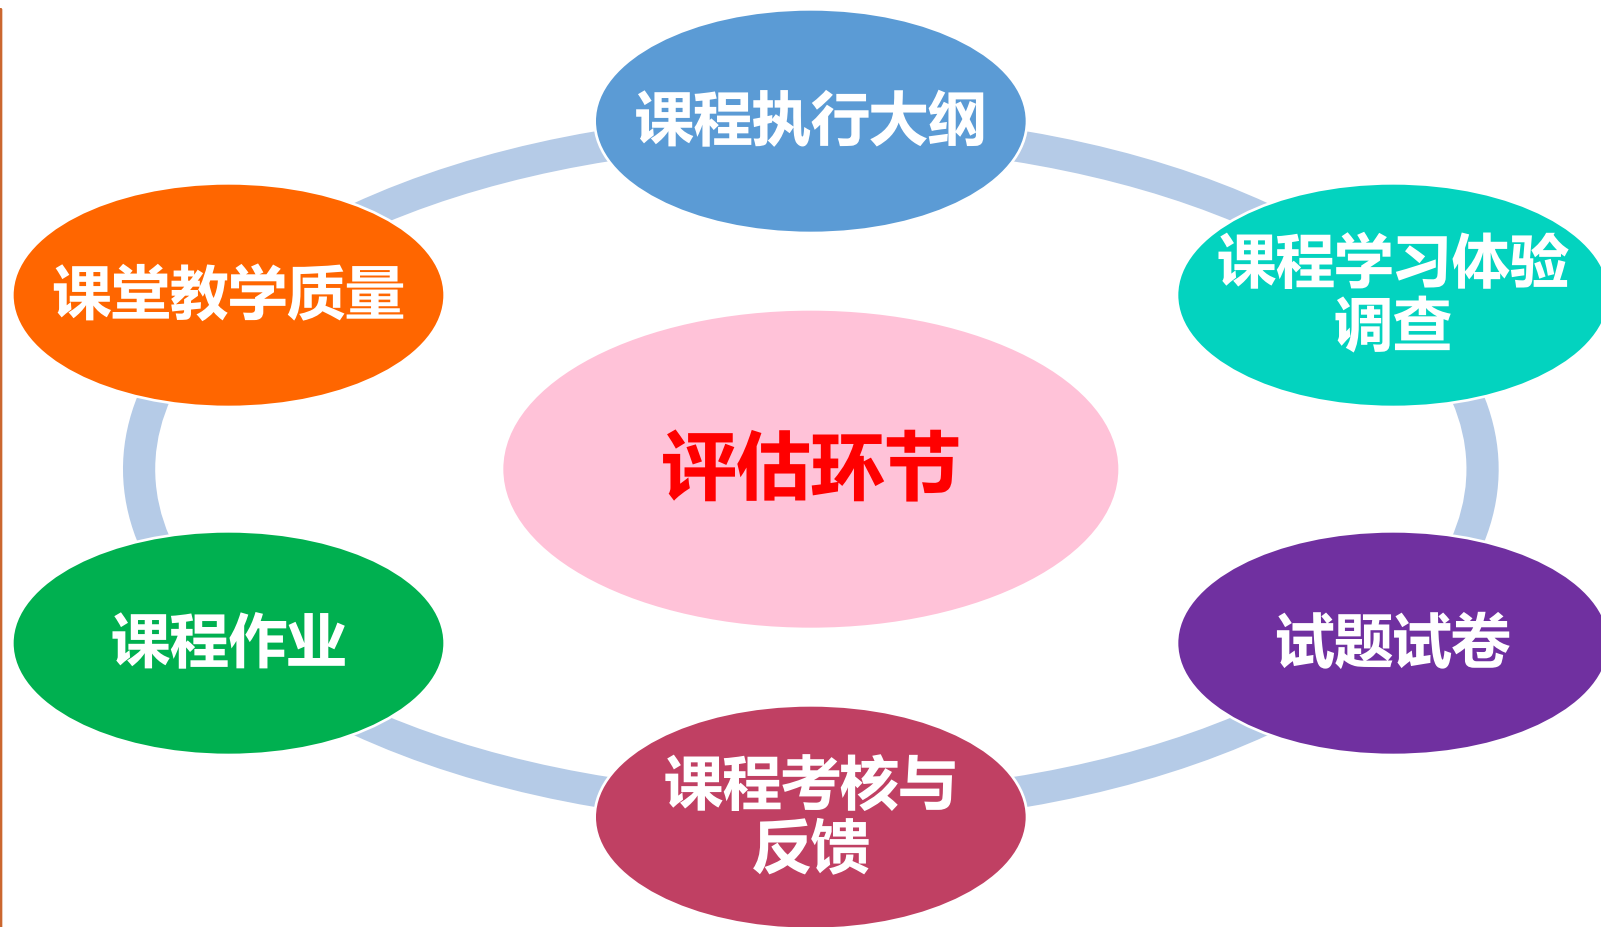 课程执行大纲
课堂教学质量
课程学习体验
调查
评估环节
课程作业
试题试卷
课程考核与
反馈